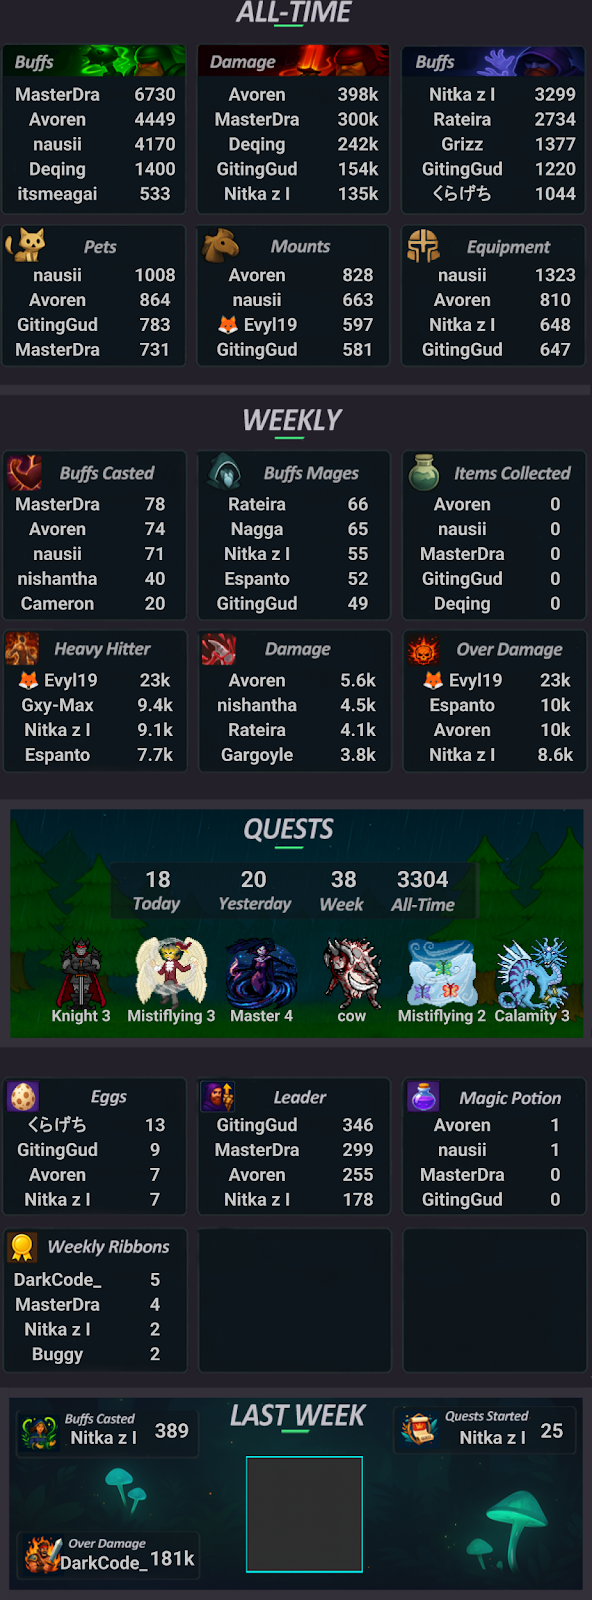 ALL-TIME
Buffs
MasterDra 6730
Avoren 4449
nausii 4170
Deqing 1400
itsmeagai 533
Damage
Avoren 398k
MasterDra 300k
Deqing 242k
GitingGud 154k
Nitka z l 135k
Buffs
Nitka z l 3299
Rateira 2734
Grizz 1377
GitingGud 1220
くらげち 1044
Pets
nausii 1008
Avoren 864
GitingGud 783
MasterDra 731
Mounts
Avoren 828
nausii 663
🦊 Evyl19 597
GitingGud 581
Equipment
nausii 1323
Avoren 810
Nitka z l 648
GitingGud 647
WEEKLY
Buffs Casted
MasterDra 78
Avoren 74
nausii 71
nishantha 40
Cameron 20
Buffs Mages
Rateira 66
Nagga 65
Nitka z l 55
Espanto 52
GitingGud 49
Items Collected
Avoren 0
nausii 0
MasterDra 0
GitingGud 0
Deqing 0
Heavy Hitter
🦊 Evyl19 23k
Gxy-Max 9.4k
Nitka z l 9.1k
Espanto 7.7k
Damage
Avoren 5.6k
nishantha 4.5k
Rateira 4.1k
Gargoyle 3.8k
Over Damage
🦊 Evyl19 23k
Espanto 10k
Avoren 10k
Nitka z l 8.6k
QUESTS
18 20 38 3304
Today Yesterday Week All-Time
Knight 3 Mistiflying 3 Master 4 cow Mistiflying 2 Calamity 3
Eggs
くらげち 13
GitingGud 9
Avoren 7
Nitka z l 7
Leader
GitingGud 346
MasterDra 299
Avoren 255
Nitka z l 178
Magic Potion
Avoren 1
nausii 1
MasterDra 0
GitingGud 0
Weekly Ribbons
DarkCode_ 5
MasterDra 4
Nitka z l 2
Buggy 2
LAST WEEK
Buffs Casted
Nitka z l 389
Quests Started
Nitka z l 25
Over Damage
DarkCode_ 181k